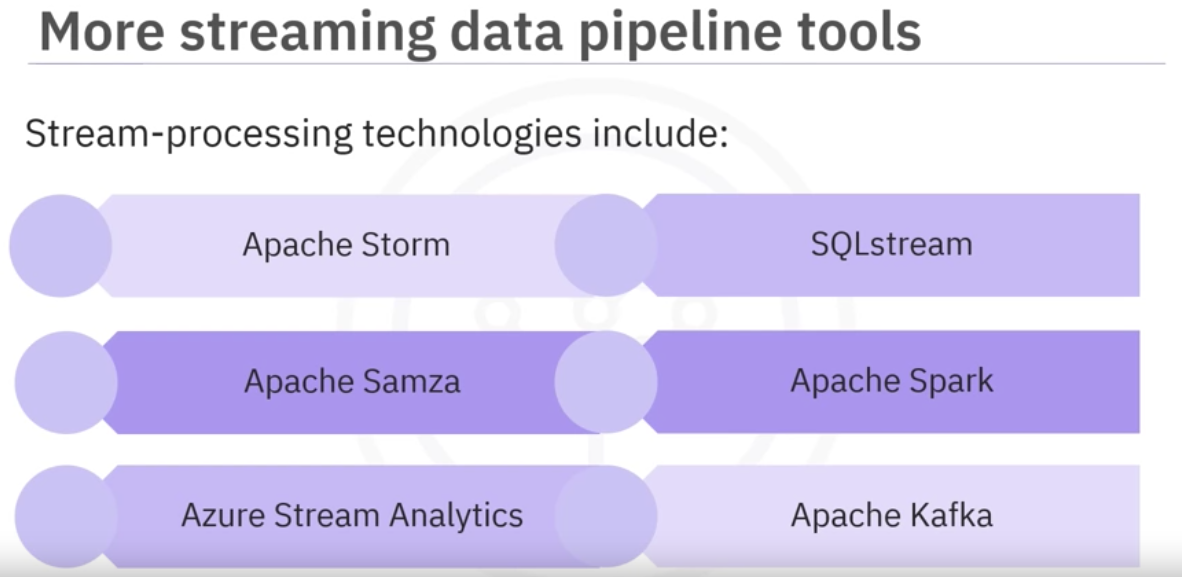 More streaming data pipeline tools
Stream-processing technologies include:
Apache Storm
SQLstream
Apache Samza
Apache Spark
Azure Stream Analytics
Apache Kafka